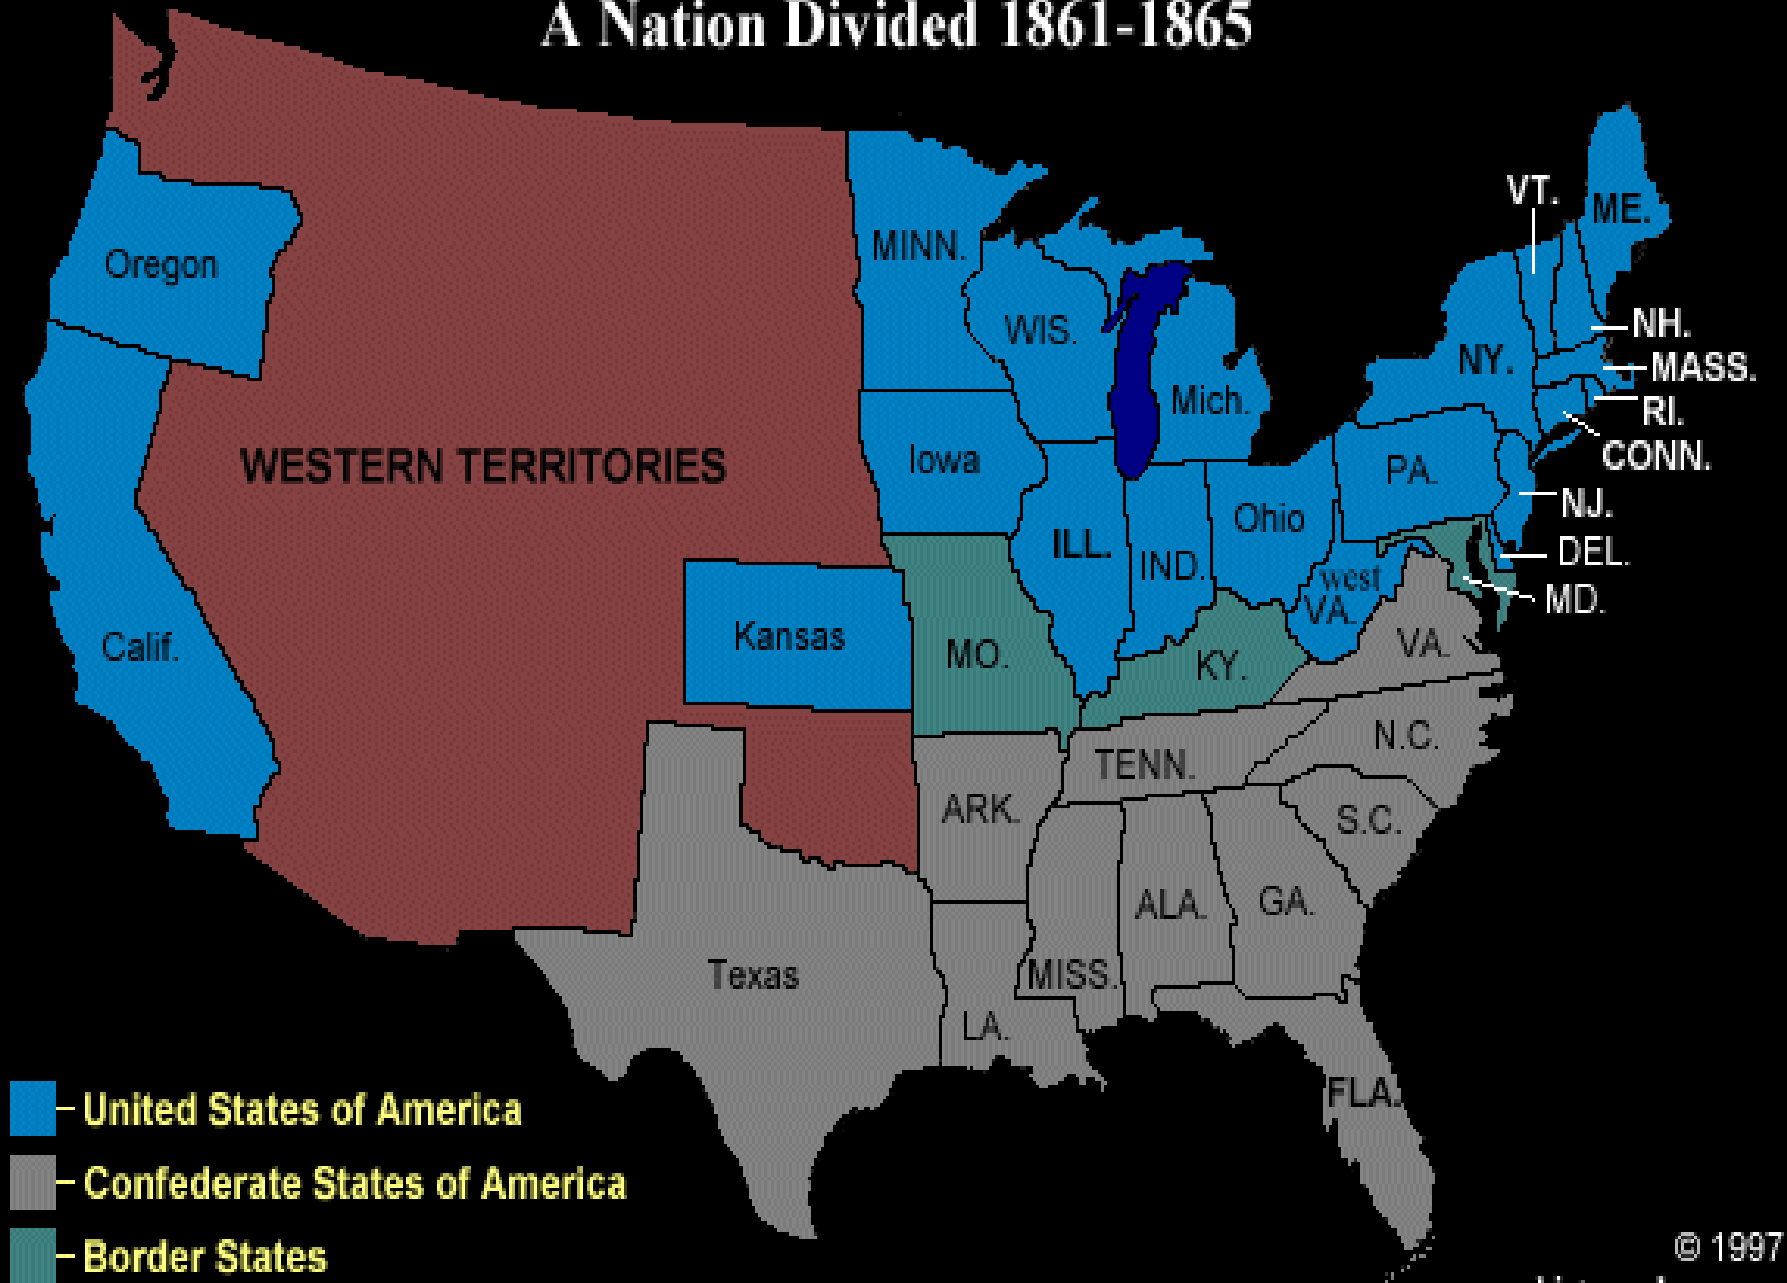 A Nation Divided 1861-1865
VT.
ME.
MINN.
Oregon
WIS.
NH.
NY.
MASS.
Mich.
RI.
CONN.
WESTERN TERRITORIES
Iowa
PA.
NJ.
Ohio
ILL.
DEL.
IND.
west
VA.
MD.
Kansas
Calif.
MO.
KY.
VA.
N.C.
TENN.
ARK.
S.C.
ALA.
GA.
Texas
MISS.
LA.
FLA.
United States of America
Confederate States of America
Border States
© 1997